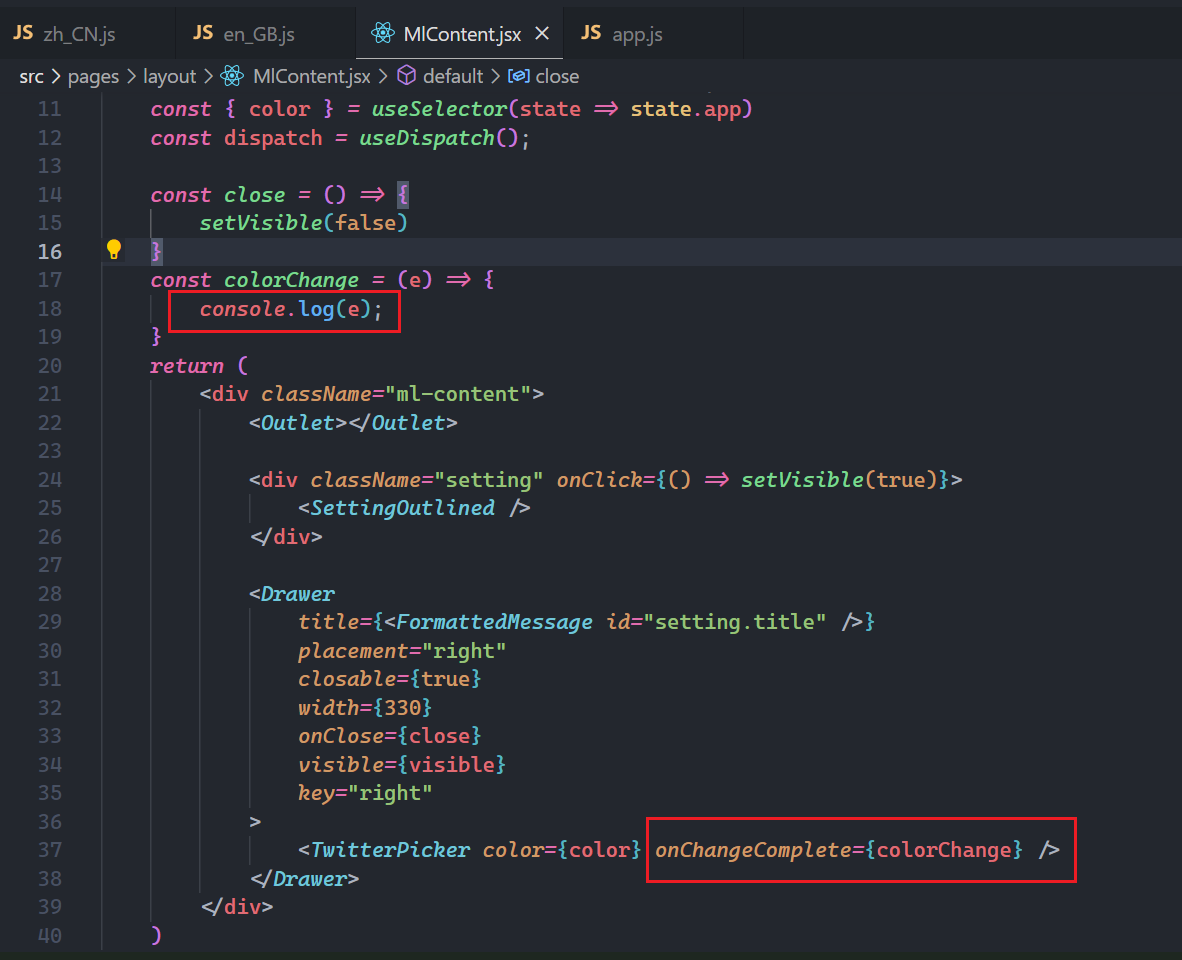 JS zh_CN.js JS en_GB.js MlContent.jsx × JS app.js
src > pages > layout > MlContent.jsx > default > close
11 const { color } = useSelector(state => state.app)
12 const dispatch = useDispatch();
13
14 const close = () => {
15 setVisible(false)
16 }
17 const colorChange = (e) => {
18 console.log(e);
19 }
20 return (
21 <div className="ml-content">
22 <Outlet></Outlet>
23
24 <div className="setting" onClick={() => setVisible(true)}>
25 <SettingOutlined />
26 </div>
27
28 <Drawer
29 title={<FormattedMessage id="setting.title" />}
30 placement="right"
31 closable={true}
32 width={330}
33 onClose={close}
34 visible={visible}
35 key="right"
36 >
37 <TwitterPicker color={color} onChangeComplete={colorChange} />
38 </Drawer>
39 </div>
40 )